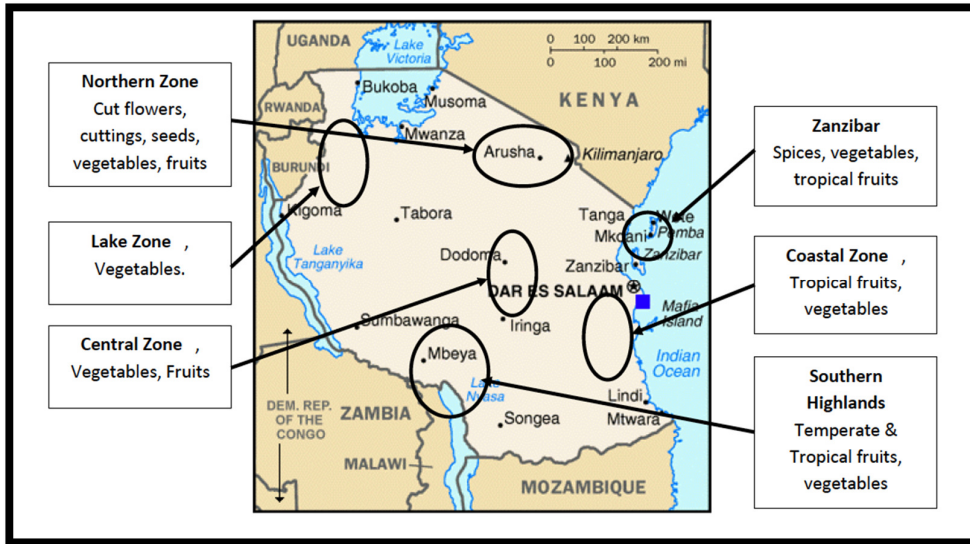 Northern Zone
Cut flowers,
cuttings, seeds,
vegetables, fruits
Lake Zone ,
Vegetables.
Central Zone ,
Vegetables, Fruits
UGANDA
Lake
Victoria
0 100 200 km
0 100 200 mi
Bukoba
Musoma
RWANDA
KENYA
Mwanza
Arusha
Kilimanjaro
BURUNDI
Kigoma
Tabora
Tanga
Wete
Pemba
Mkoani
Lake
Tanganyika
Dodoma
Zanzibar
Zanzibar
DAR ES SALAAM
Mafia
Island
Sumbawanga
Iringa
Mbeya
Indian
Ocean
Lake
Nyasa
DEM. REP.
OF THE
CONGO
ZAMBIA
Lindi
Songea
Mtwara
MALAWI
MOZAMBIQUE
Zanzibar
Spices, vegetables,
tropical fruits
Coastal Zone ,
Tropical fruits,
vegetables
Southern
Highlands
Temperate &
Tropical fruits,
vegetables